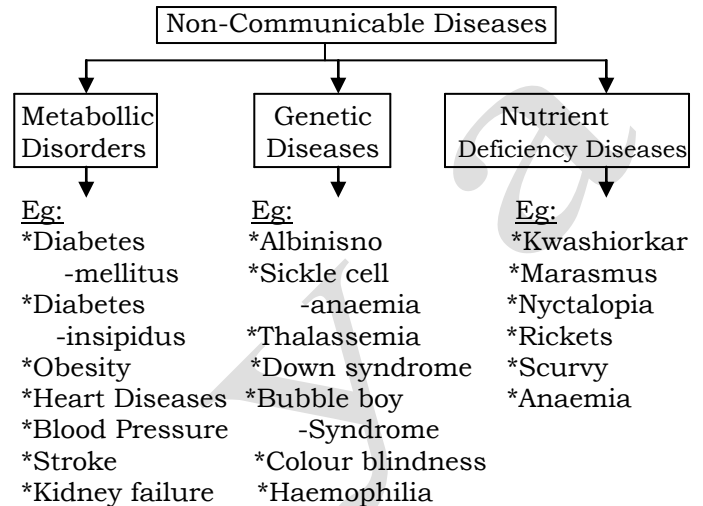 Non-Communicable Diseases
Metabollic
Disorders
Eg:
*Diabetes
-mellitus
*Diabetes
-insipidus
*Obesity
*Heart Diseases
*Blood Pressure
*Stroke
*Kidney failure
Genetic
Diseases
Eg:
*Albinisno
*Sickle cell
-anaemia
*Thalassemia
*Down syndrome
*Bubble boy
-Syndrome
*Colour blindness
*Haemophilia
Nutrient
Deficiency Diseases
Eg:
*Kwashiorkar
*Marasmus
*Nyctalopia
*Rickets
*Scurvy
*Anaemia
y a